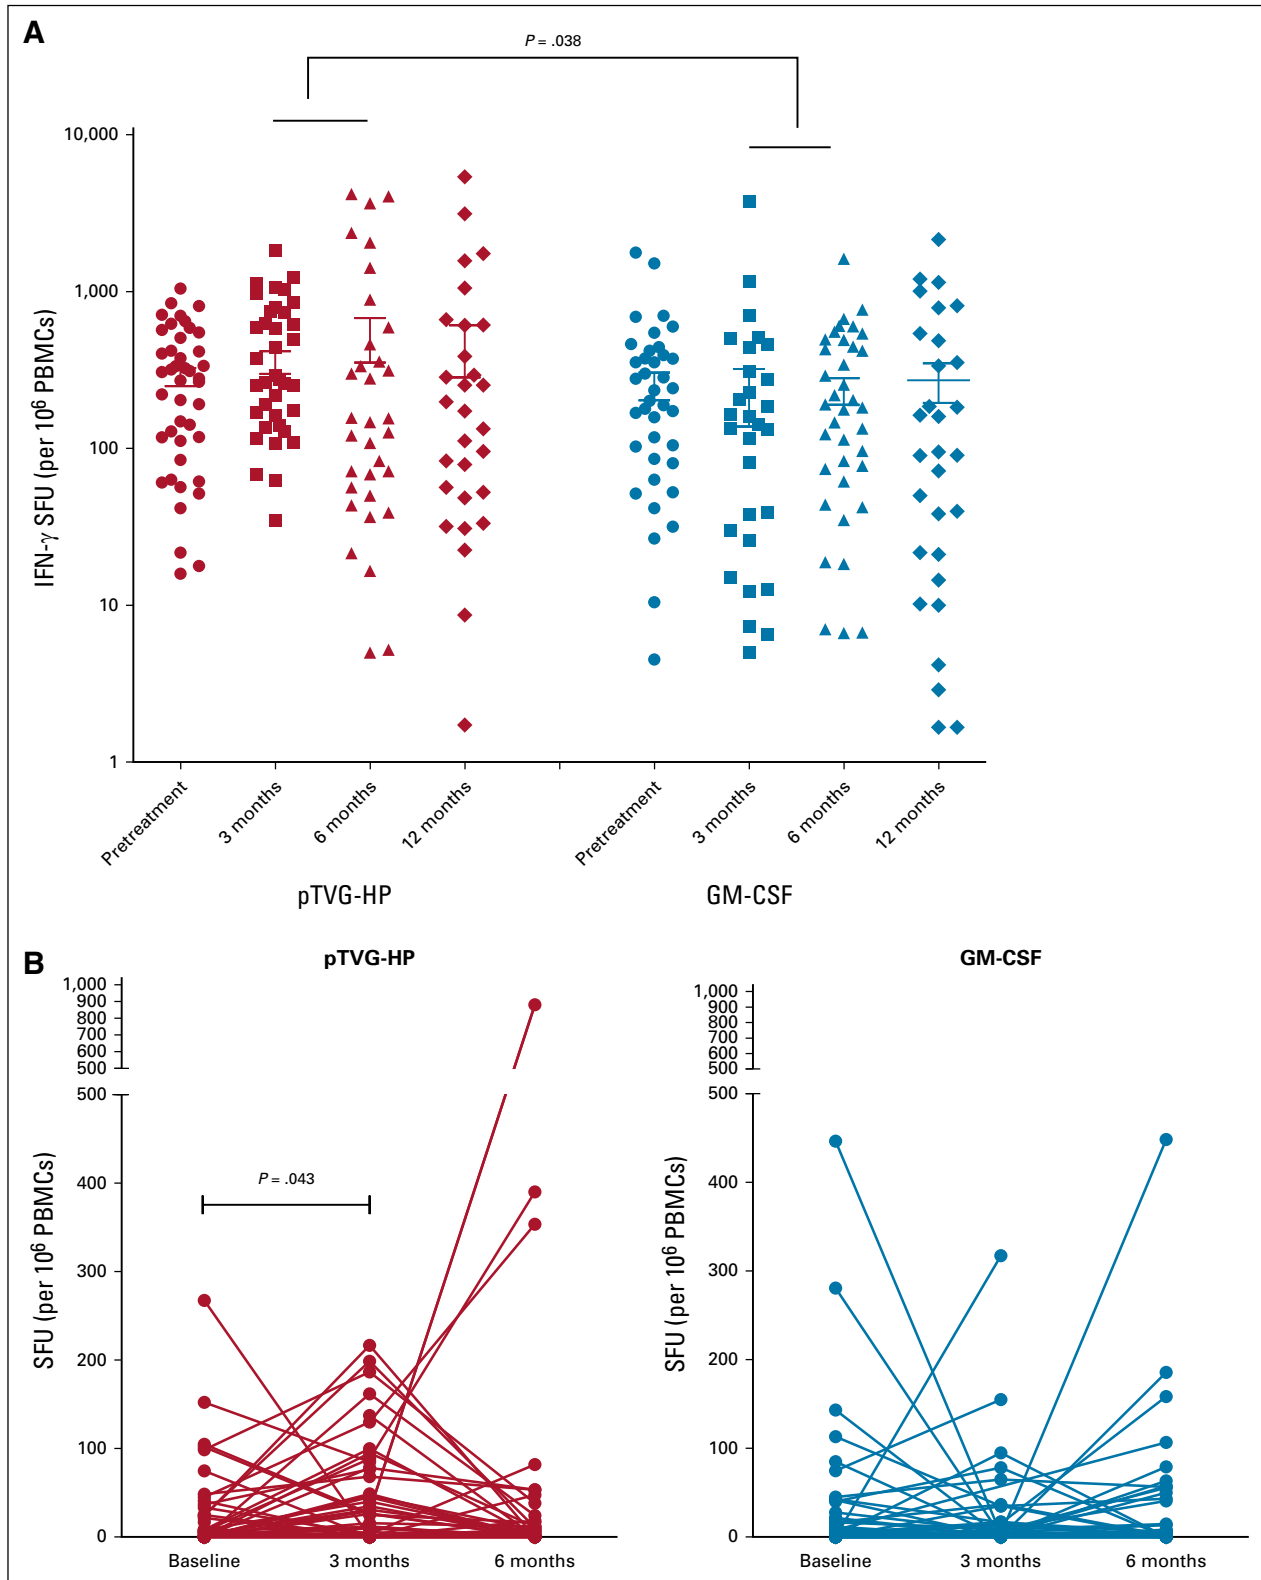 A
P = .038
IFN-γ SFU (per 10⁶ PBMCs)
10,000
1,000
100
10
1
Pretreatment
3 months
6 months
12 months
Pretreatment
3 months
6 months
12 months
pTVG-HP
GM-CSF
B
pTVG-HP
SFU (per 10⁶ PBMCs)
1,000
900
800
700
600
500
500
400
300
200
100
0
P = .043
Baseline
3 months
6 months
GM-CSF
SFU (per 10⁶ PBMCs)
1,000
900
800
700
600
500
500
400
300
200
100
0
Baseline
3 months
6 months